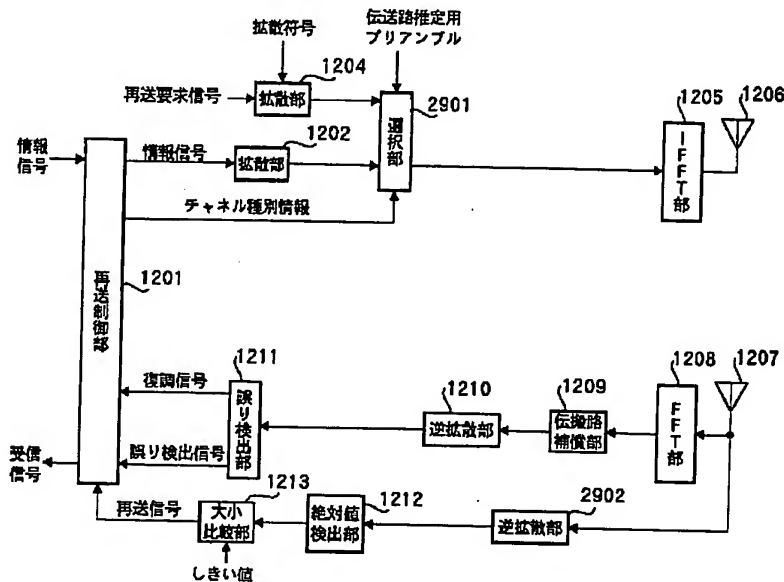 拡散符号
伝送路推定用
プリアンブル
1204
再送要求信号
拡散部
2901
選択部
1205
1206
情報
信号
情報信号
1202
拡散部
IFFT部
チャネル種別情報
1201
再送制御部
1211
復調信号
誤り検出部
1210
逆拡散部
1209
伝搬路
補償部
1208
FFT部
1207
誤り検出信号
受信
信号
再送信号
1213
大小
比較部
1212
絶対値
検出部
2902
逆拡散部
しきい値